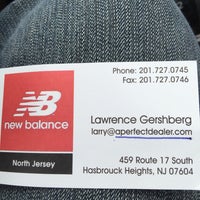 Phone: 201.727.0745
Fax: 201.727.0746
NB
new balance
North Jersey
Lawrence Gershberg
larry@aperfectdealer.com
459 Route 17 South
Hasbrouck Heights, NJ 07604